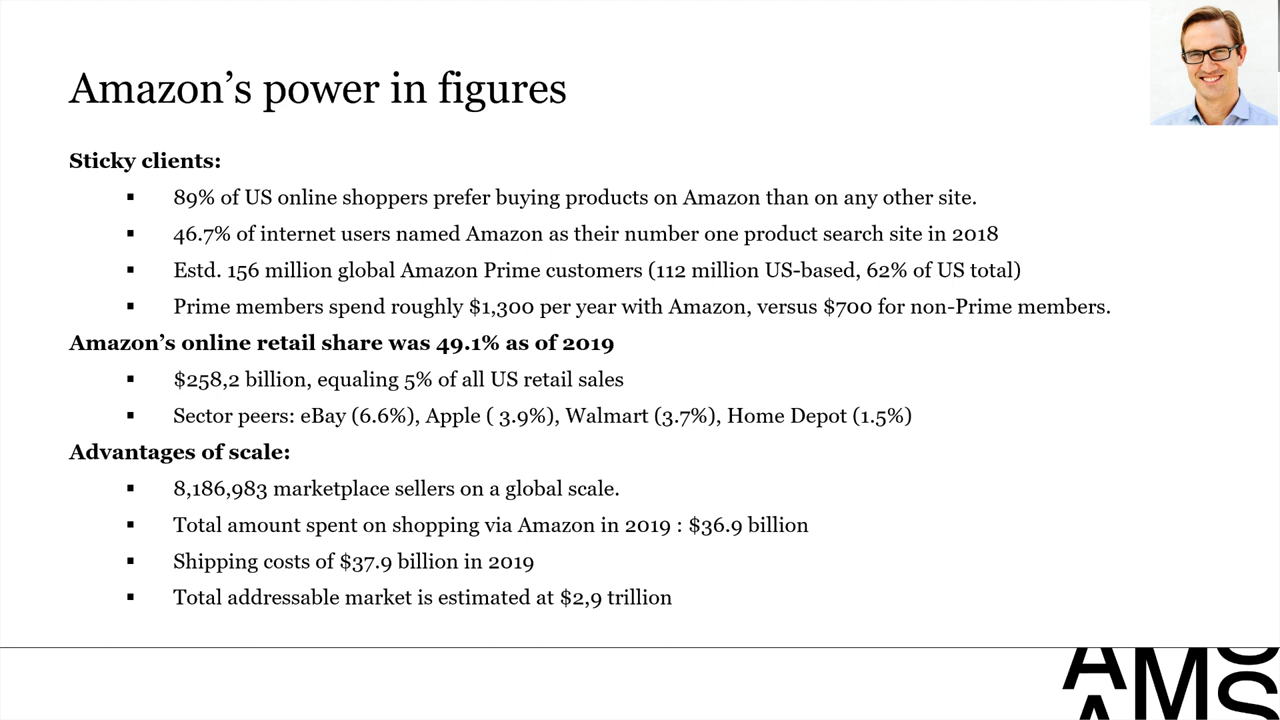 Amazon’s power in figures
Sticky clients:
▪ 89% of US online shoppers prefer buying products on Amazon than on any other site.
▪ 46.7% of internet users named Amazon as their number one product search site in 2018
▪ Estd. 156 million global Amazon Prime customers (112 million US-based, 62% of US total)
▪ Prime members spend roughly $1,300 per year with Amazon, versus $700 for non-Prime members.
Amazon’s online retail share was 49.1% as of 2019
▪ $258,2 billion, equaling 5% of all US retail sales
▪ Sector peers: eBay (6.6%), Apple ( 3.9%), Walmart (3.7%), Home Depot (1.5%)
Advantages of scale:
▪ 8,186,983 marketplace sellers on a global scale.
▪ Total amount spent on shopping via Amazon in 2019 : $36.9 billion
▪ Shipping costs of $37.9 billion in 2019
▪ Total addressable market is estimated at $2,9 trillion
AMS